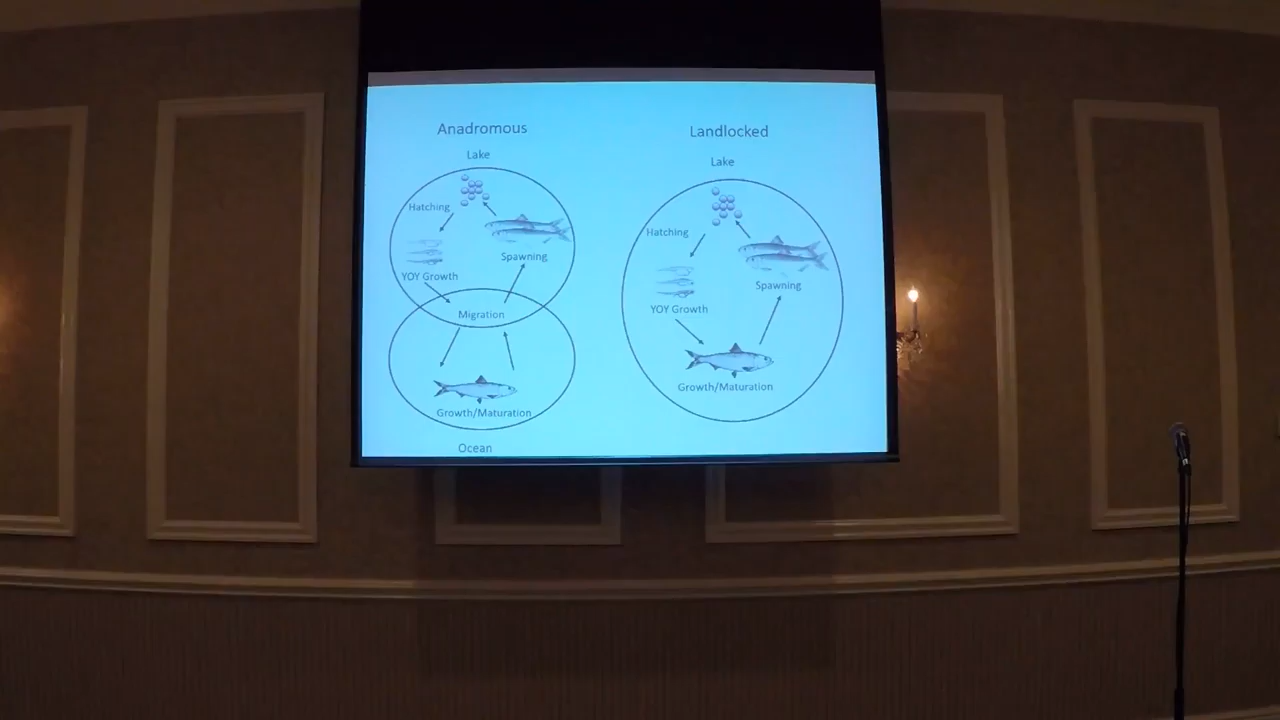 Anadromous
Lake
Hatching
YOY Growth
Spawning
Migration
Growth/Maturation
Ocean
Landlocked
Lake
Hatching
YOY Growth
Spawning
Growth/Maturation